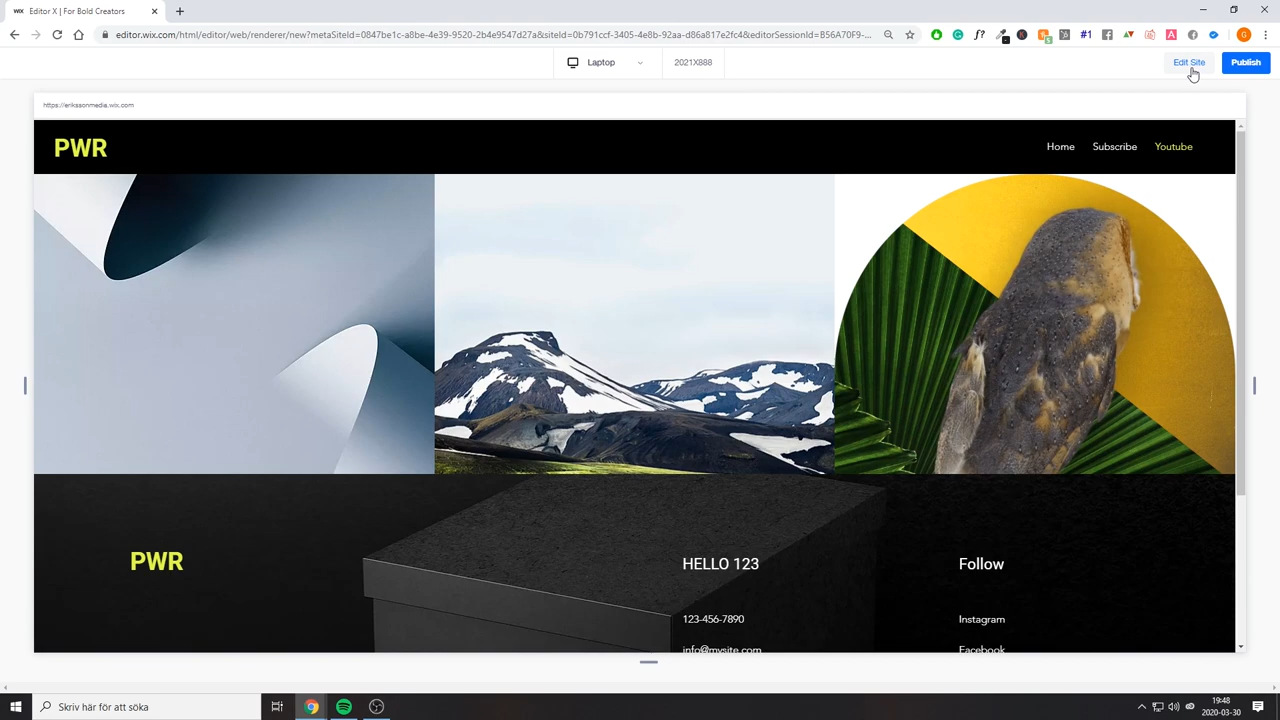 WIX Editor X | For Bold Creators
editor.wix.com/html/editor/web/renderer/new?metaSiteId=0847be1c-a8be-4e39-9520-2b4e9547d27a&siteId=0b791ccf-3405-4e8b-92aa-d86a817e2fc4&editorSessionId=B56A70F9-...
f?
#1
A
G
Laptop
2021X888
Edit Site
Publish
https://erikssonmedia.wix.com
PWR
Home
Subscribe
Youtube
PWR
HELLO 123
Follow
123-456-7890
Instagram
info@mysite.com
Facebook
Skriv här för att söka
19:48
2020-03-30